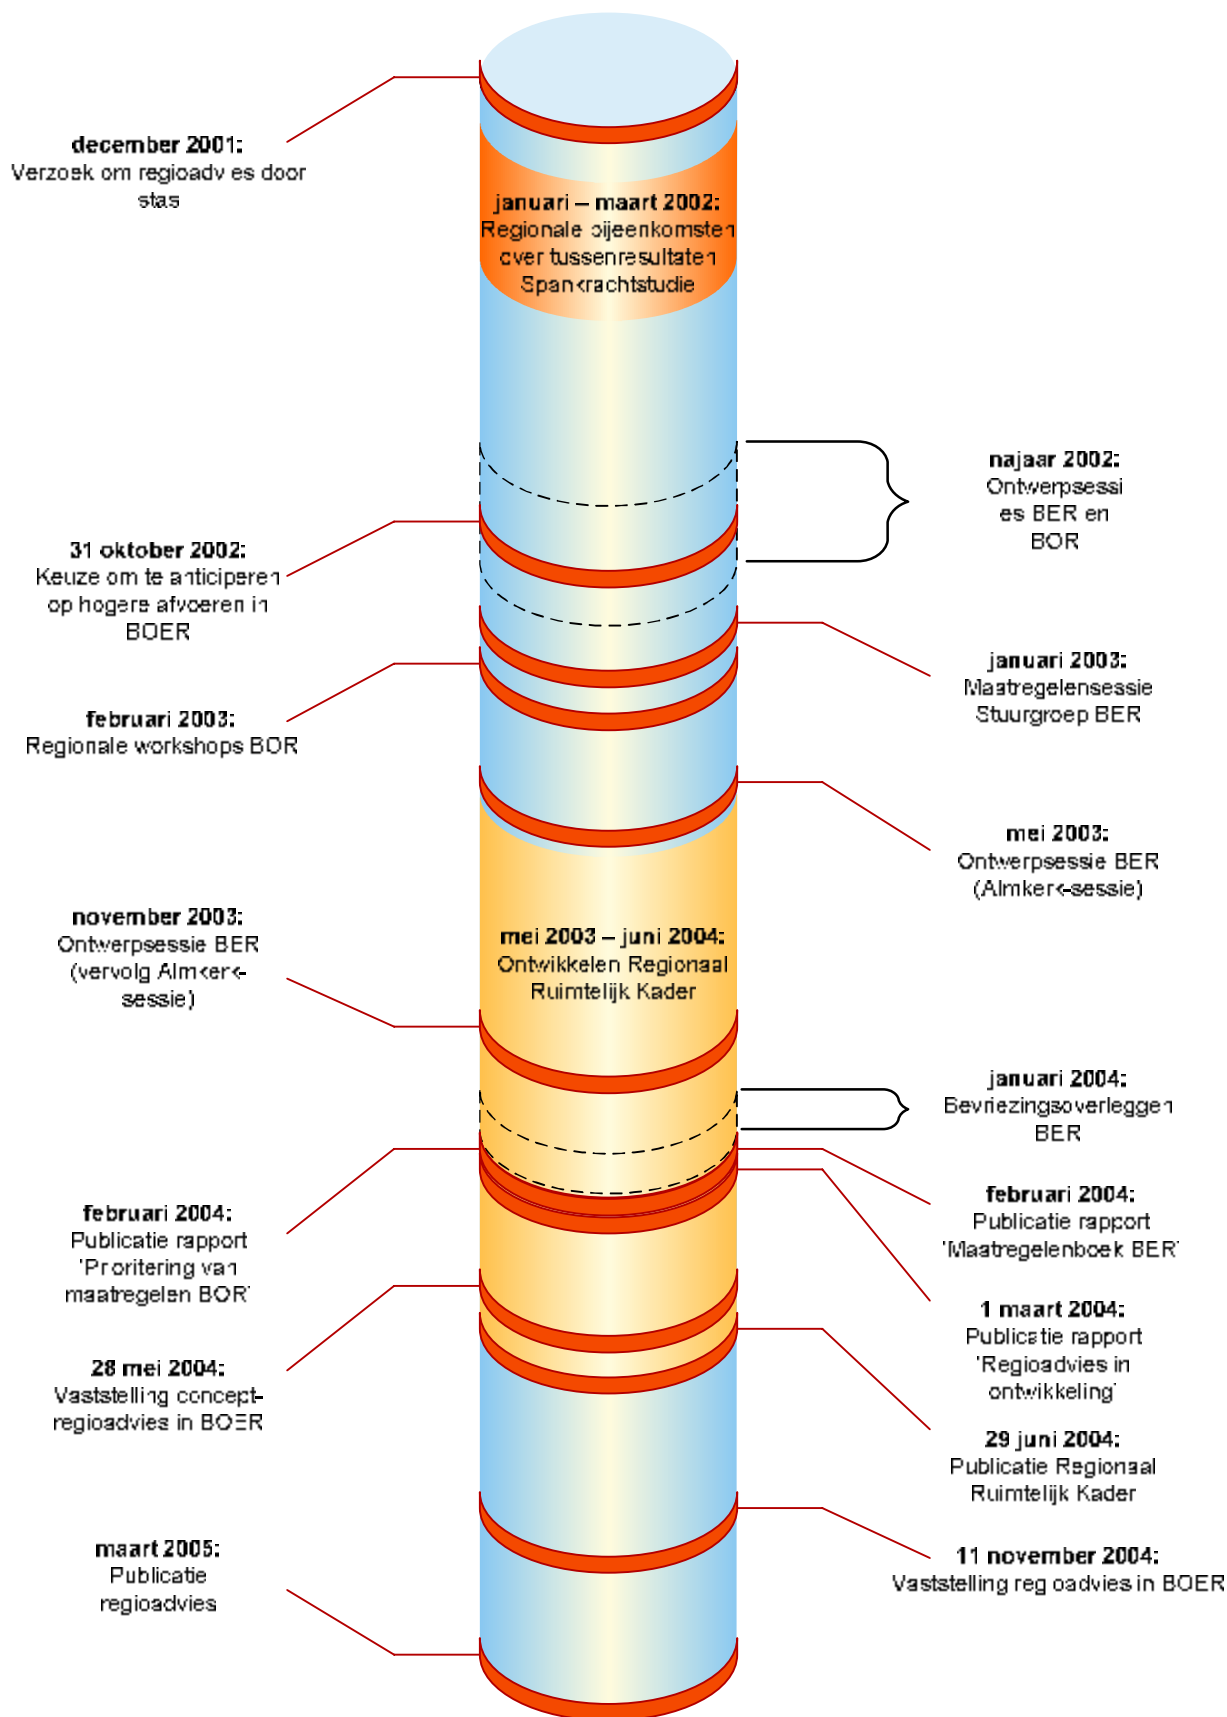 december 2001:
Verzoek om regioadvies door
stas
januari – maart 2002:
Regionale bijeenkomsten
over tussenresultaten
Spankrachtstudie
najaar 2002:
Ontwerpsessi
es BER en
BOR
31 oktober 2002:
Keuze om te anticiperen
op hogere afvoeren in
BOER
januari 2003:
Maatregelensessie
Stuurgroep BER
februari 2003:
Regionale workshops BOR
mei 2003:
Ontwerpsessie BER
(Almkerk-sessie)
november 2003:
Ontwerpsessie BER
(vervolg Almkerk-
sessie)
mei 2003 – juni 2004:
Ontwikkelen Regionaal
Ruimtelijk Kader
januari 2004:
Bevriezingsoverleggen
BER
februari 2004:
Publicatie rapport
'Prioritering van
maatregelen BOR'
februari 2004:
Publicatie rapport
'Maatregelenboek BER'
1 maart 2004:
Publicatie rapport
'Regioadvies in
ontwikkeling'
28 mei 2004:
Vaststelling concept-
regioadvies in BOER
29 juni 2004:
Publicatie Regionaal
Ruimtelijk Kader
maart 2005:
Publicatie
regioadvies
11 november 2004:
Vaststelling regioadvies in BOER